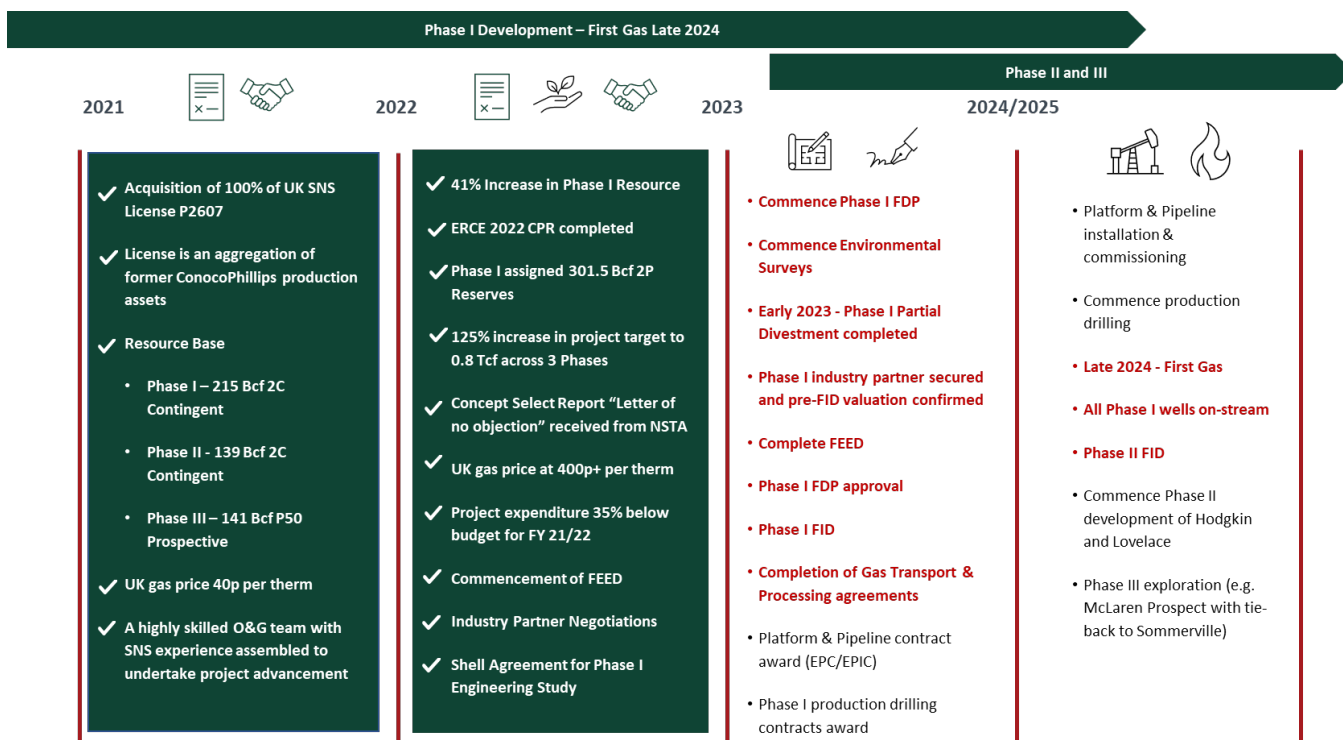 Phase I Development – First Gas Late 2024
Phase II and III
2021
2022
2023
2024/2025
Acquisition of 100% of UK SNS
License P2607
License is an aggregation of
former ConocoPhillips production
assets
Resource Base
• Phase I – 215 Bcf 2C
Contingent
• Phase II - 139 Bcf 2C
Contingent
• Phase III – 141 Bcf P50
Prospective
UK gas price 40p per therm
A highly skilled O&G team with
SNS experience assembled to
undertake project advancement
41% Increase in Phase I Resource
ERCE 2022 CPR completed
Phase I assigned 301.5 Bcf 2P
Reserves
125% increase in project target to
0.8 Tcf across 3 Phases
Concept Select Report “Letter of
no objection” received from NSTA
UK gas price at 400p+ per therm
Project expenditure 35% below
budget for FY 21/22
Commencement of FEED
Industry Partner Negotiations
Shell Agreement for Phase I
Engineering Study
• Commence Phase I FDP
• Commence Environmental
Surveys
• Early 2023 - Phase I Partial
Divestment completed
• Phase I industry partner secured
and pre-FID valuation confirmed
• Complete FEED
• Phase I FDP approval
• Phase I FID
• Completion of Gas Transport &
Processing agreements
• Platform & Pipeline contract
award (EPC/EPIC)
• Phase I production drilling
contracts award
• Platform & Pipeline
installation &
commissioning
• Commence production
drilling
• Late 2024 - First Gas
• All Phase I wells on-stream
• Phase II FID
• Commence Phase II
development of Hodgkin
and Lovelace
• Phase III exploration (e.g.
McLaren Prospect with tie-
back to Sommerville)